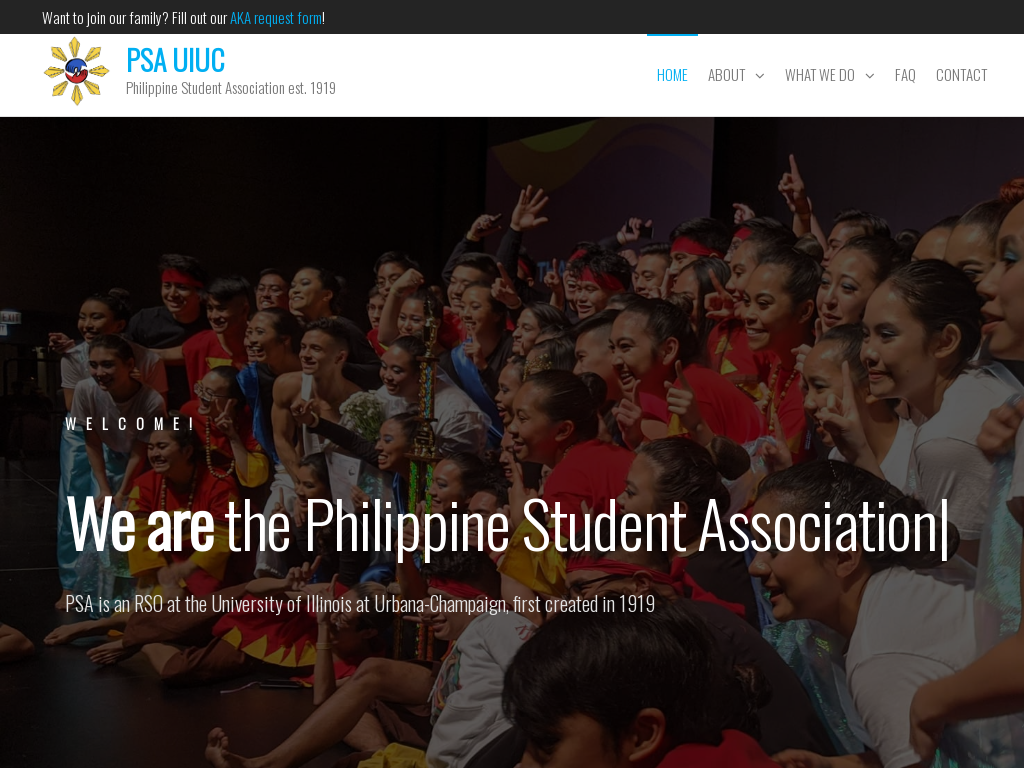 Want to join our family? Fill out our AKA request form!
PSA UIUC
Philippine Student Association est. 1919
HOME
ABOUT
WHAT WE DO
FAQ
CONTACT
WELCOME!
We are the Philippine Student Association|
PSA is an RSO at the University of Illinois at Urbana-Champaign, first created in 1919